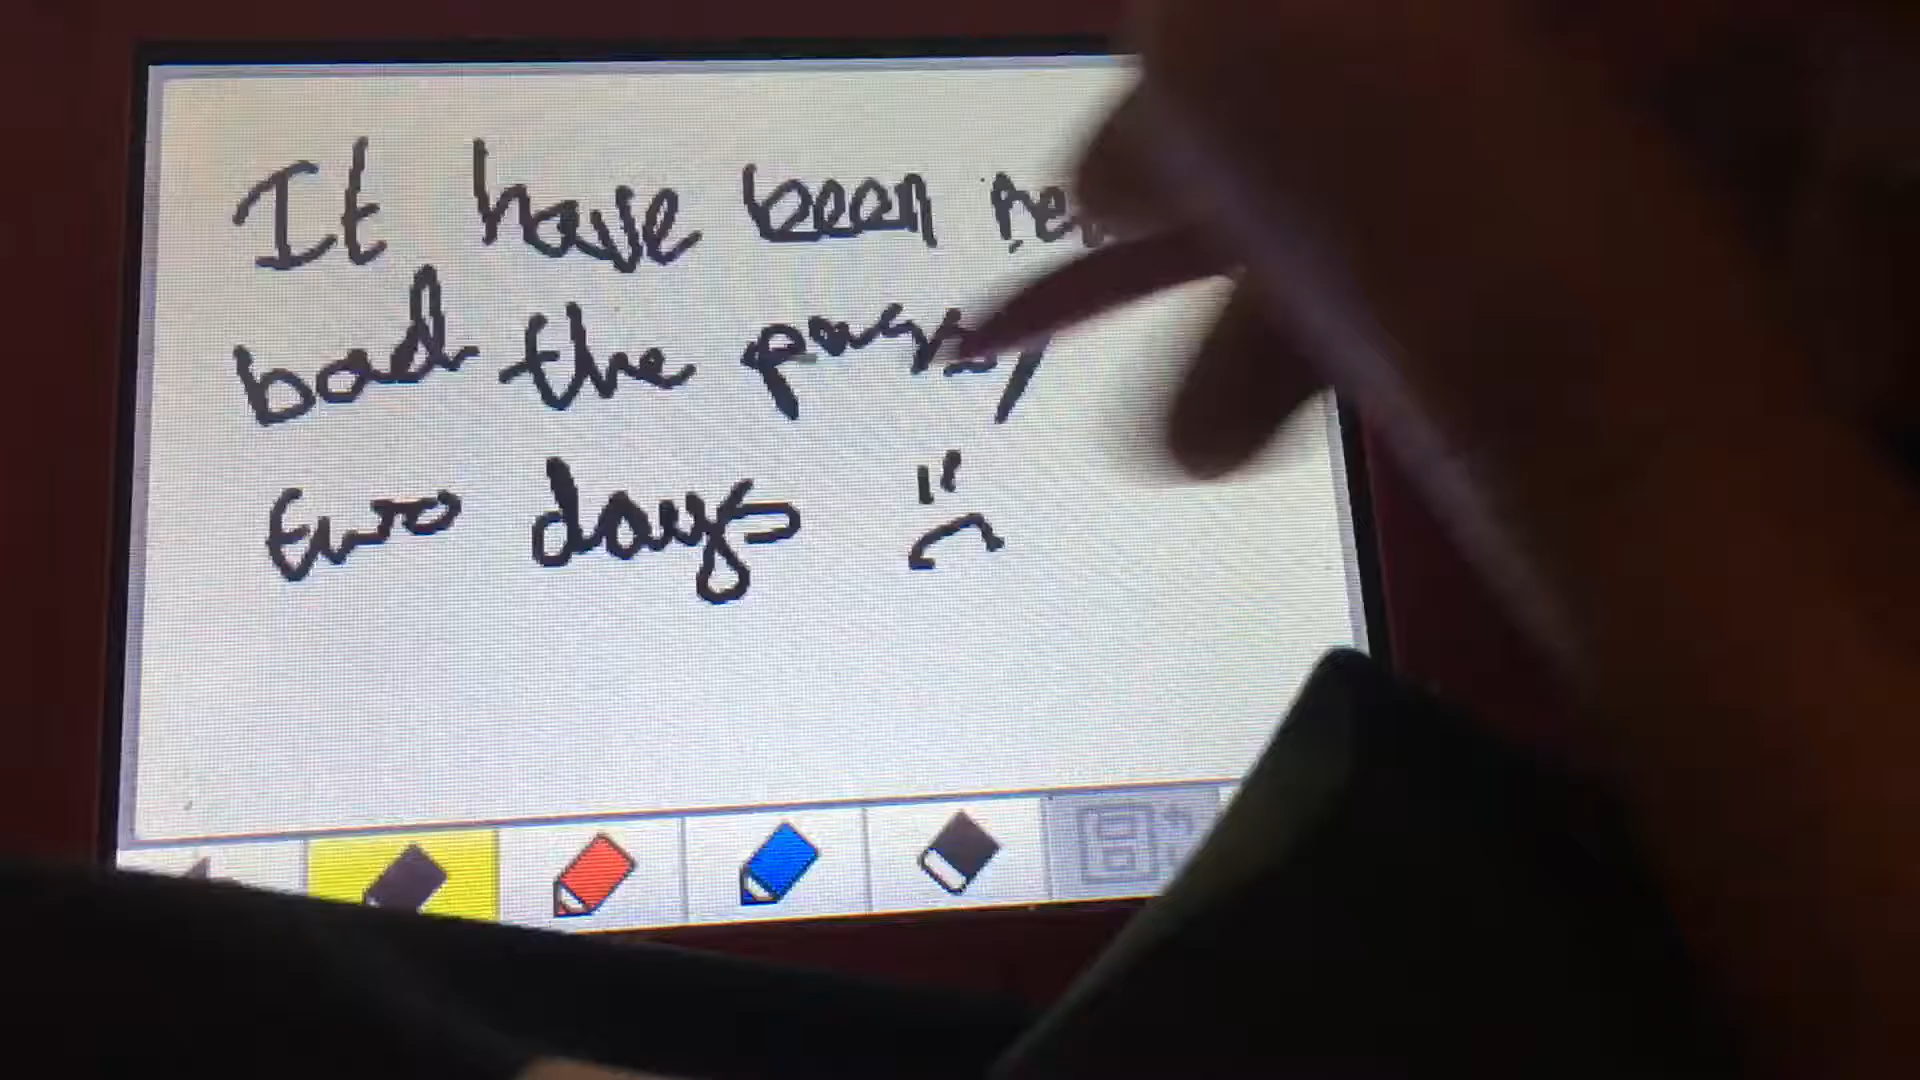 It have been
bad the
two days :(